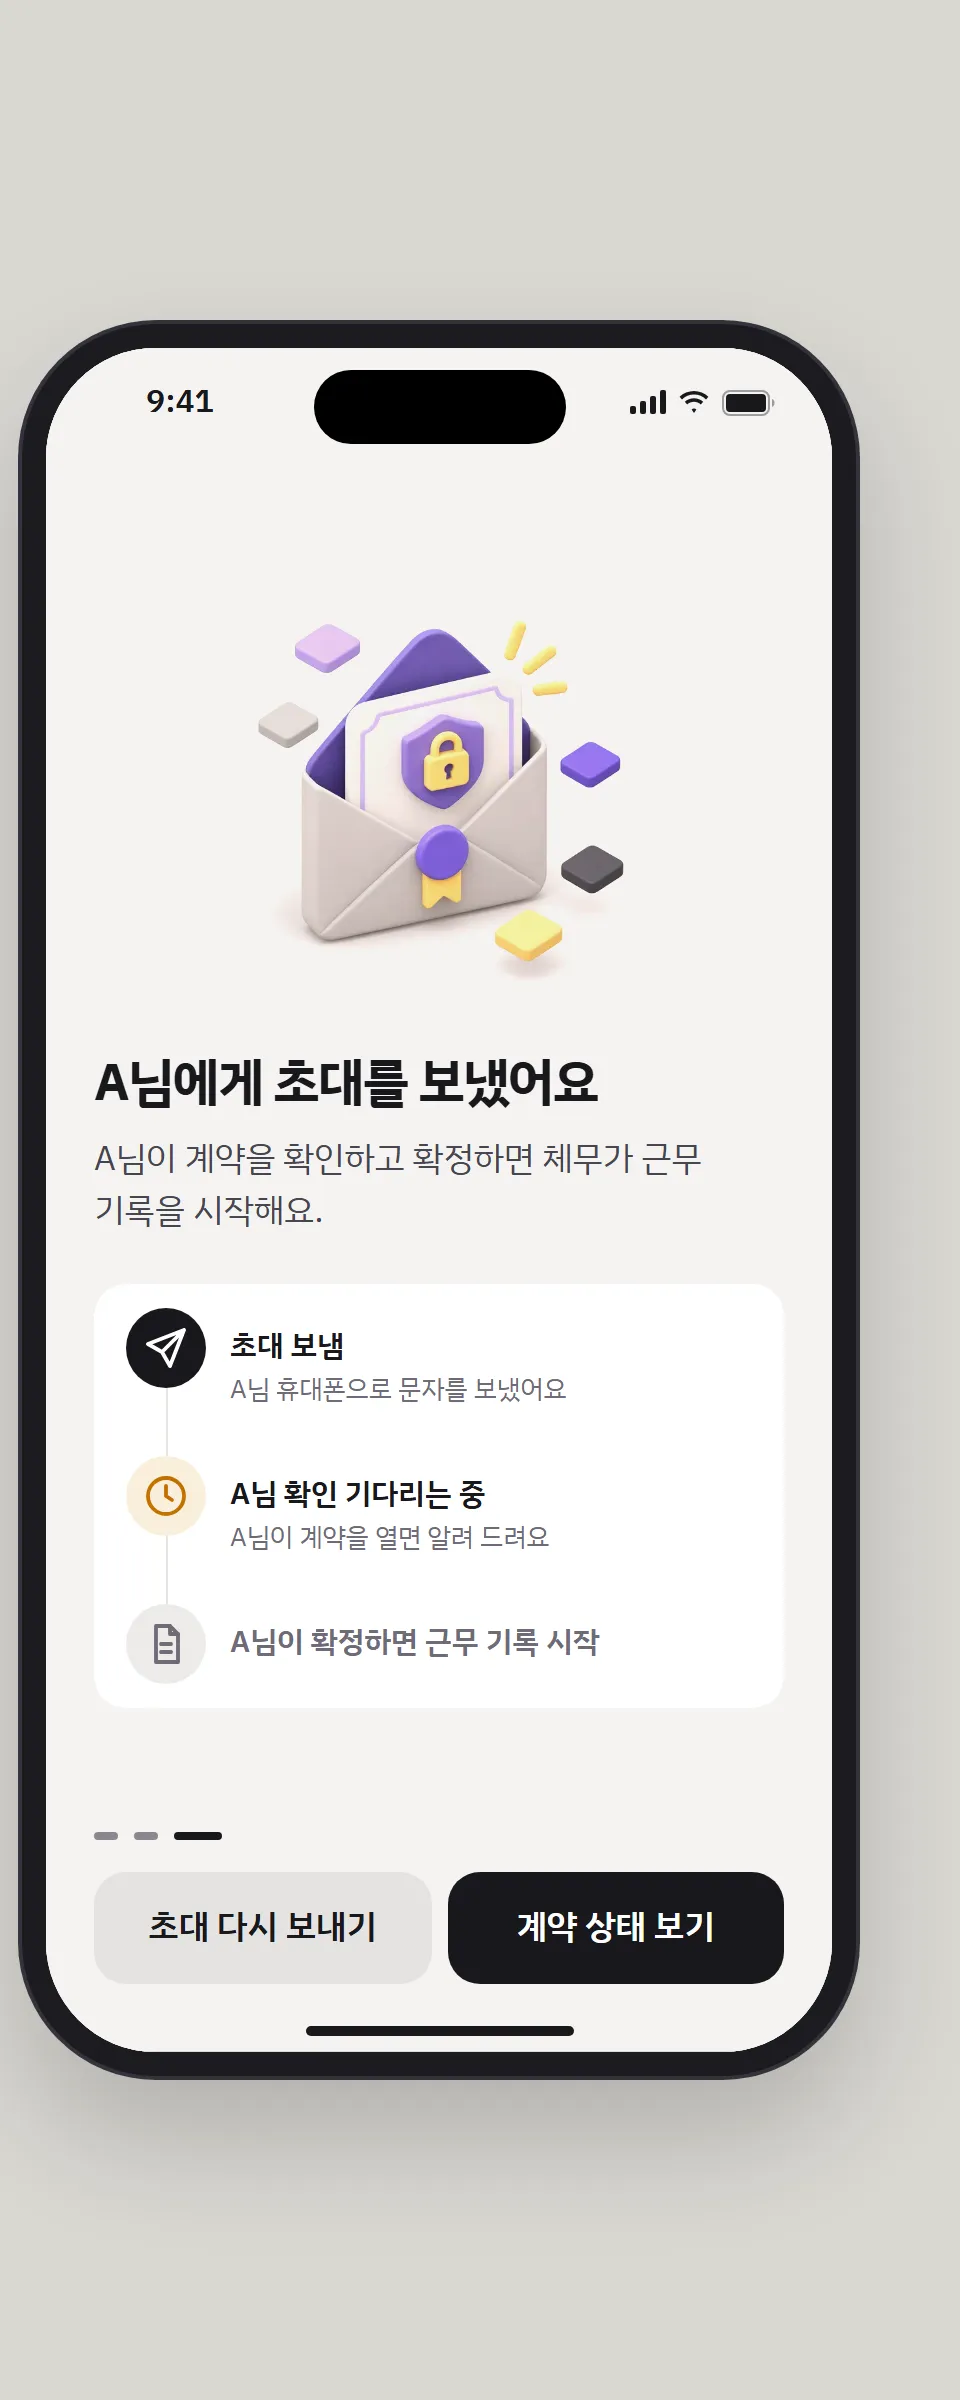 9:41
A님에게 초대를 보냈어요
A님이 계약을 확인하고 확정하면 체무가 근무
기록을 시작해요.
초대 보냄
A님 휴대폰으로 문자를 보냈어요
A님 확인 기다리는 중
A님이 계약을 열면 알려 드려요
A님이 확정하면 근무 기록 시작
초대 다시 보내기
계약 상태 보기